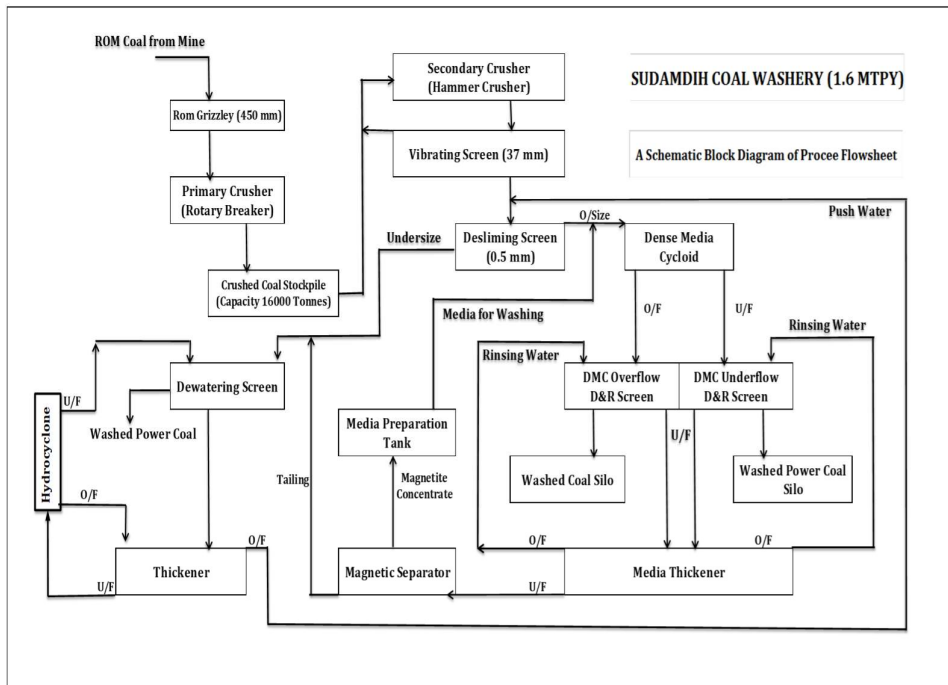 ROM Coal from Mine
Rom Grizzley (450 mm)
Primary Crusher
(Rotary Breaker)
Crushed Coal Stockpile
(Capacity 16000 Tonnes)
Secondary Crusher
(Hammer Crusher)
Vibrating Screen (37 mm)
SUDAMDIH COAL WASHERY (1.6 MTPY)
A Schematic Block Diagram of Procee Flowsheet
Push Water
O/Size
Undersize
Desliming Screen
(0.5 mm)
Dense Media
Cycloid
Media for Washing
O/F
U/F
Rinsing Water
Rinsing Water
DMC Overflow
D&R Screen
DMC Underflow
D&R Screen
U/F
Dewatering Screen
U/F
Washed Power Coal
Hydrocyclone
O/F
Media Preparation
Tank
Tailing
Magnetite
Concentrate
Washed Coal Silo
Washed Power Coal
Silo
O/F
O/F
O/F
Thickener
U/F
Magnetic Separator
U/F
Media Thickener